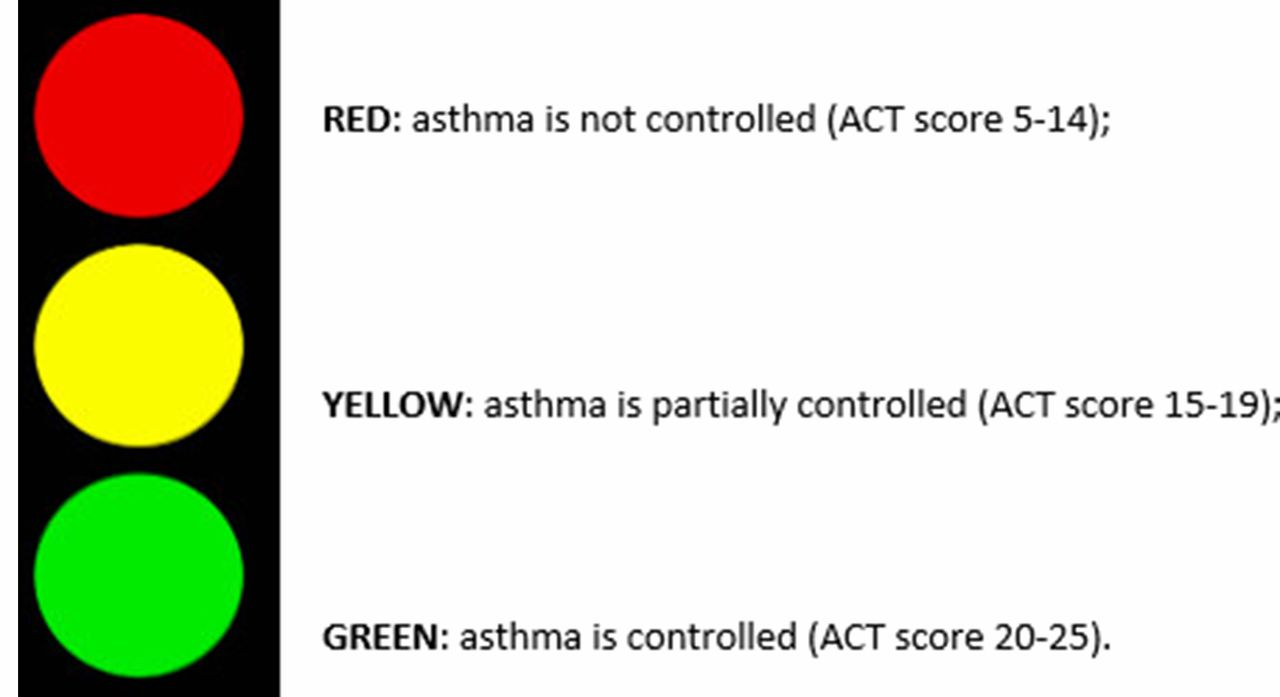 RED: asthma is not controlled (ACT score 5-14);
YELLOW: asthma is partially controlled (ACT score 15-19);
GREEN: asthma is controlled (ACT score 20-25).